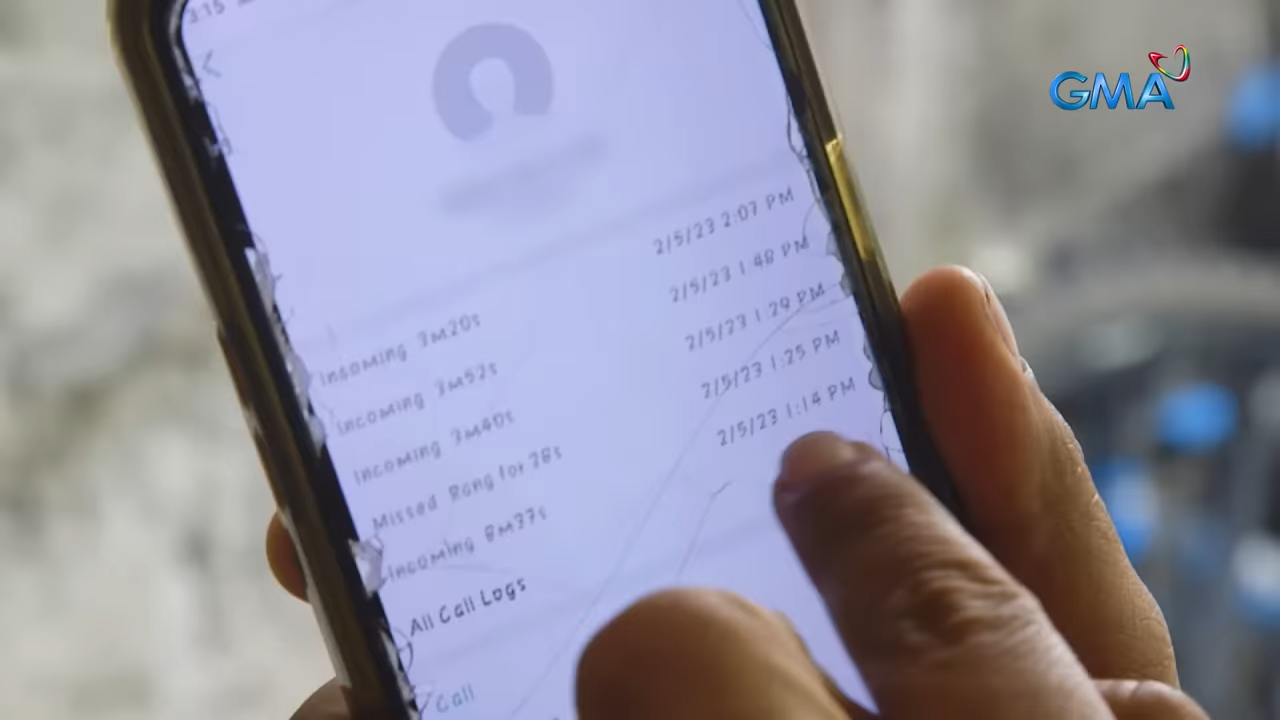 3:15
GMA
2/5/23 2:07 PM
Incoming 3m20s
2/5/23 1:48 PM
Incoming 3m52s
2/5/23 1:29 PM
Incoming 3m40s
2/5/23 1:25 PM
Missed Rang for 28s
2/5/23 1:14 PM
Incoming 8m37s
All Call Logs
Call